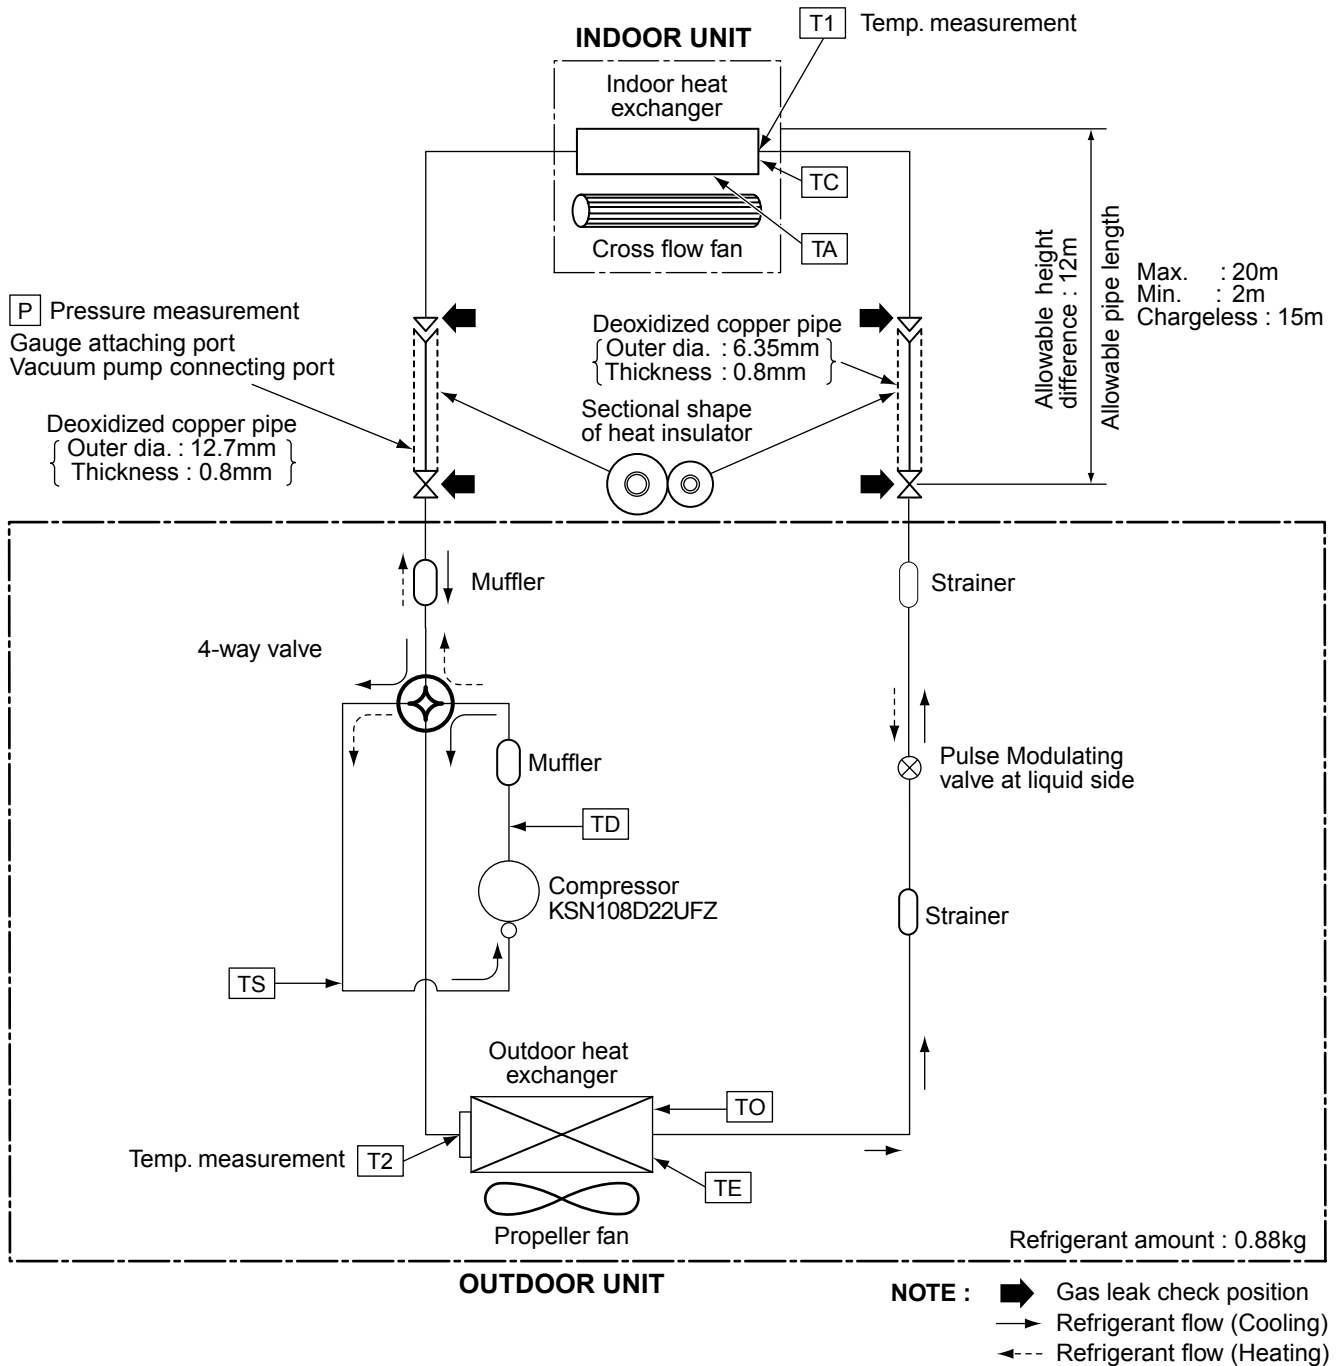 T1 Temp. measurement
INDOOR UNIT
Indoor heat
exchanger
TC
TA
Cross flow fan
Allowable height
difference : 12m
Allowable pipe length
Max. : 20m
Min. : 2m
Chargeless : 15m
P Pressure measurement
Gauge attaching port
Vacuum pump connecting port
Deoxidized copper pipe
Outer dia. : 12.7mm
Thickness : 0.8mm
Deoxidized copper pipe
Outer dia. : 6.35mm
Thickness : 0.8mm
Sectional shape
of heat insulator
Muffler
Strainer
4-way valve
Muffler
Pulse Modulating
valve at liquid side
TD
Compressor
KSN108D22UFZ
Strainer
TS
Outdoor heat
exchanger
TO
Temp. measurement T2
TE
Propeller fan
Refrigerant amount : 0.88kg
OUTDOOR UNIT
NOTE : Gas leak check position
Refrigerant flow (Cooling)
Refrigerant flow (Heating)